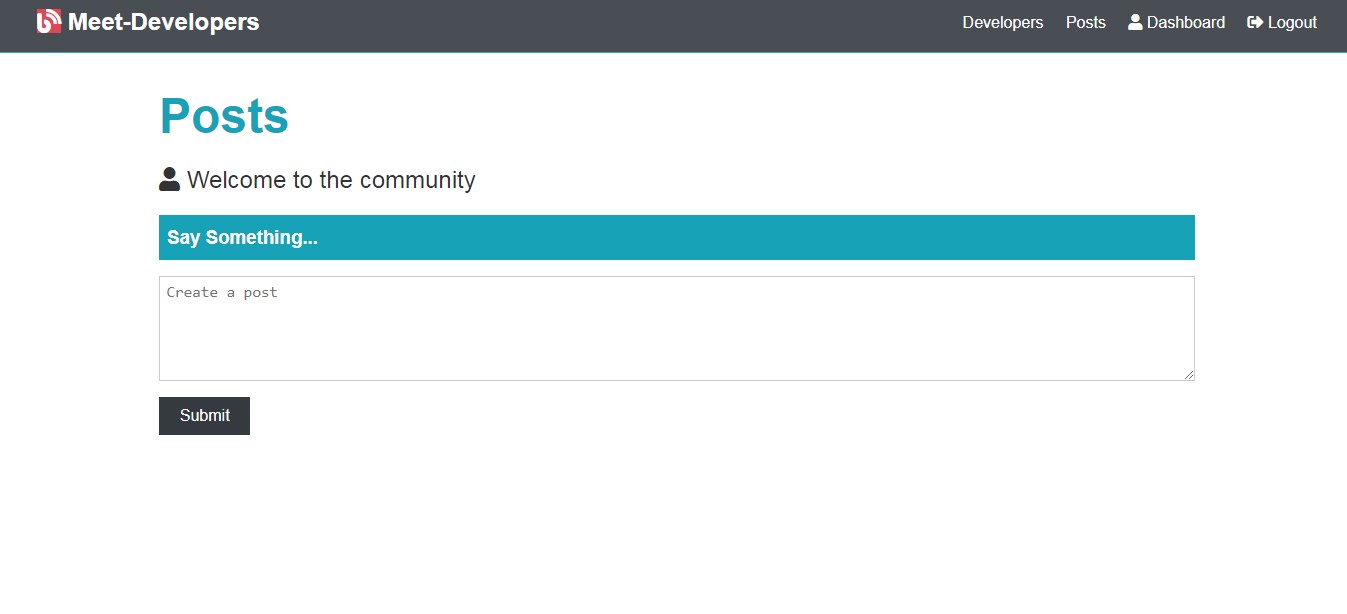 Meet-Developers
Developers Posts Dashboard Logout
Posts
Welcome to the community
Say Something...
Create a post
Submit